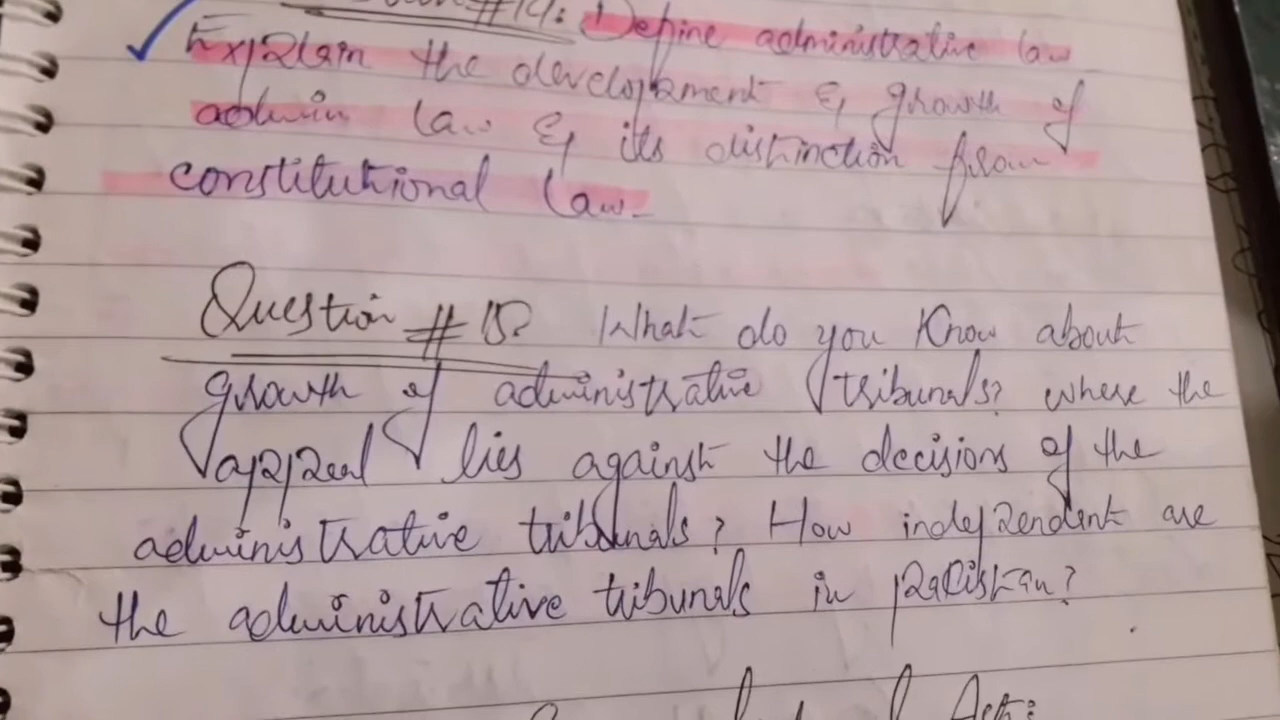 #14: Define administrative law
Explain the development & growth of
admin law & its distinction from
constitutional law.
Question #15: What do you Know about
growth of administrative tribunals? where the
appeal lies against the decisions of the
administrative tribunals? How independent are
the administrative tribunals in pakistan?
Act: